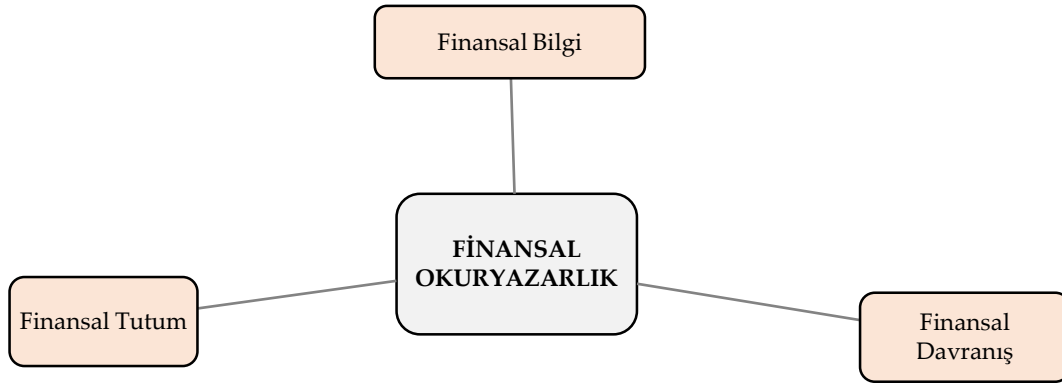 Finansal Bilgi
FİNANSAL
OKURYAZARLIK
Finansal Tutum
Finansal
Davranış